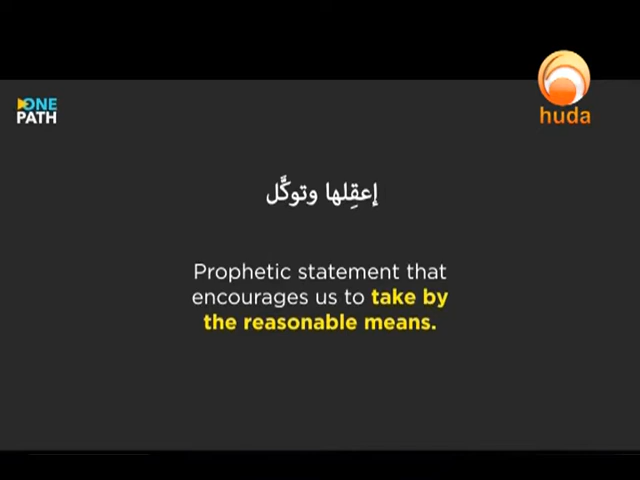 ONE
PATH
huda
إعقِلها وتوكَّل
Prophetic statement that
encourages us to take by
the reasonable means.